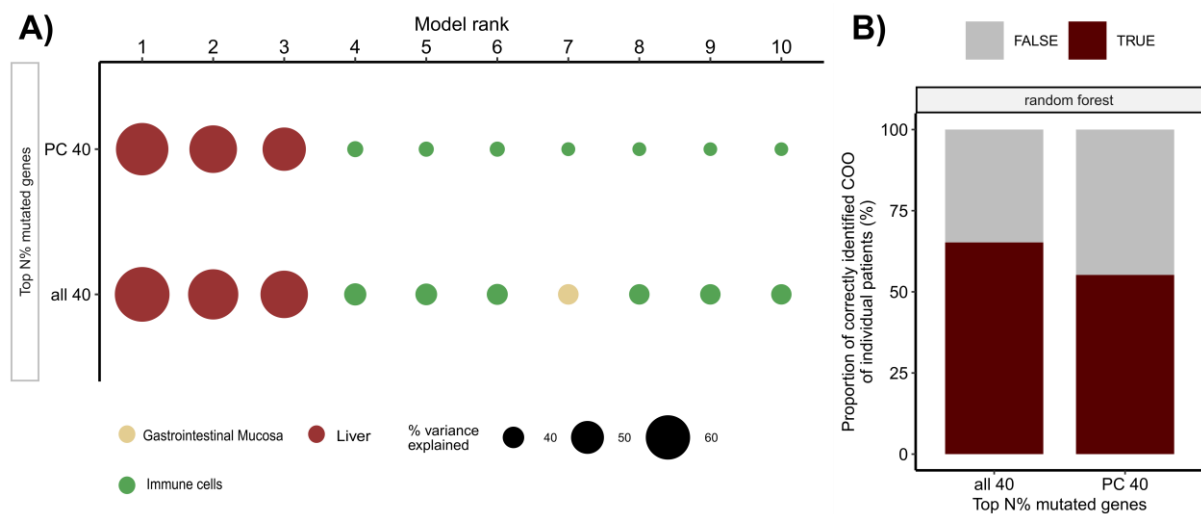 A)
Model rank
1 2 3 4 5 6 7 8 9 10
Top N% mutated genes
PC 40
all 40
Gastrointestinal Mucosa
Liver
Immune cells
% variance
explained
40 50 60
B)
FALSE TRUE
random forest
Proportion of correctly identified COO
of individual patients (%)
100
75
50
25
0
all 40 PC 40
Top N% mutated genes